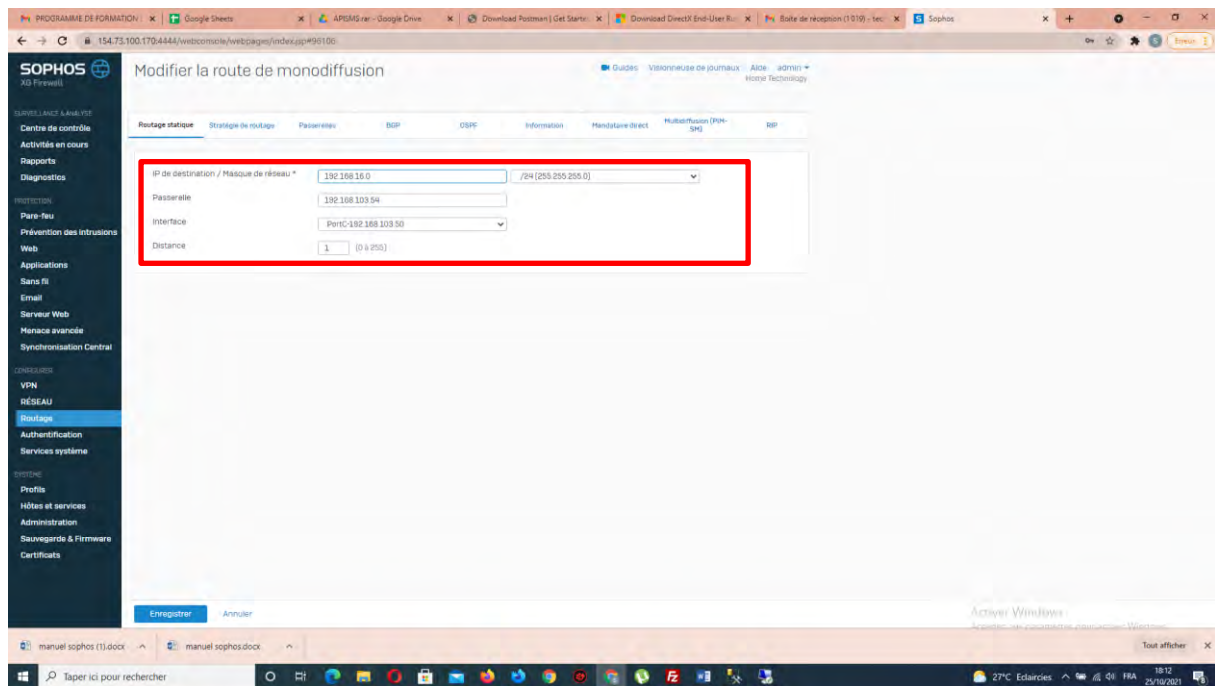 PROGRAMME DE FORMATION
Google Sheets
APISMS.rar - Google Drive
Download Postman | Get Starte
Download DirectX End-User Ru
Boîte de réception (1 019) - sec
Sophos
154.73.100.170:4444/webconsole/webpages/index.jsp#96106
SOPHOS
XG Firewall
Modifier la route de monodiffusion
Guides
Visionneuse de journaux
Aide
admin
Home Technology
SURVEILLANCE & ANALYSE
Centre de contrôle
Activités en cours
Rapports
Diagnostics
PROTECTION
Pare-feu
Prévention des intrusions
Web
Applications
Sans fil
Email
Serveur Web
Menace avancée
Synchronisation Central
CONFIGURER
VPN
RÉSEAU
Routage
Authentification
Services système
SYSTÈME
Profils
Hôtes et services
Administration
Sauvegarde & Firmware
Certificats
Routage statique
Stratégie de routage
Passerelles
BGP
OSPF
Information
Mandataire direct
Multidiffusion (PIM-
SM)
RIP
IP de destination / Masque de réseau *
192.168.16.0
/24 (255.255.255.0)
Passerelle
192.168.103.54
Interface
PortC-192.168.103.50
Distance
1
(0 à 255)
Enregistrer
Annuler
Activer Windows
manuel sophos (1).docx
manuel sophos.docx
Tout afficher
Taper ici pour rechercher
27°C Eclaircies
FRA
18:12
25/10/2021